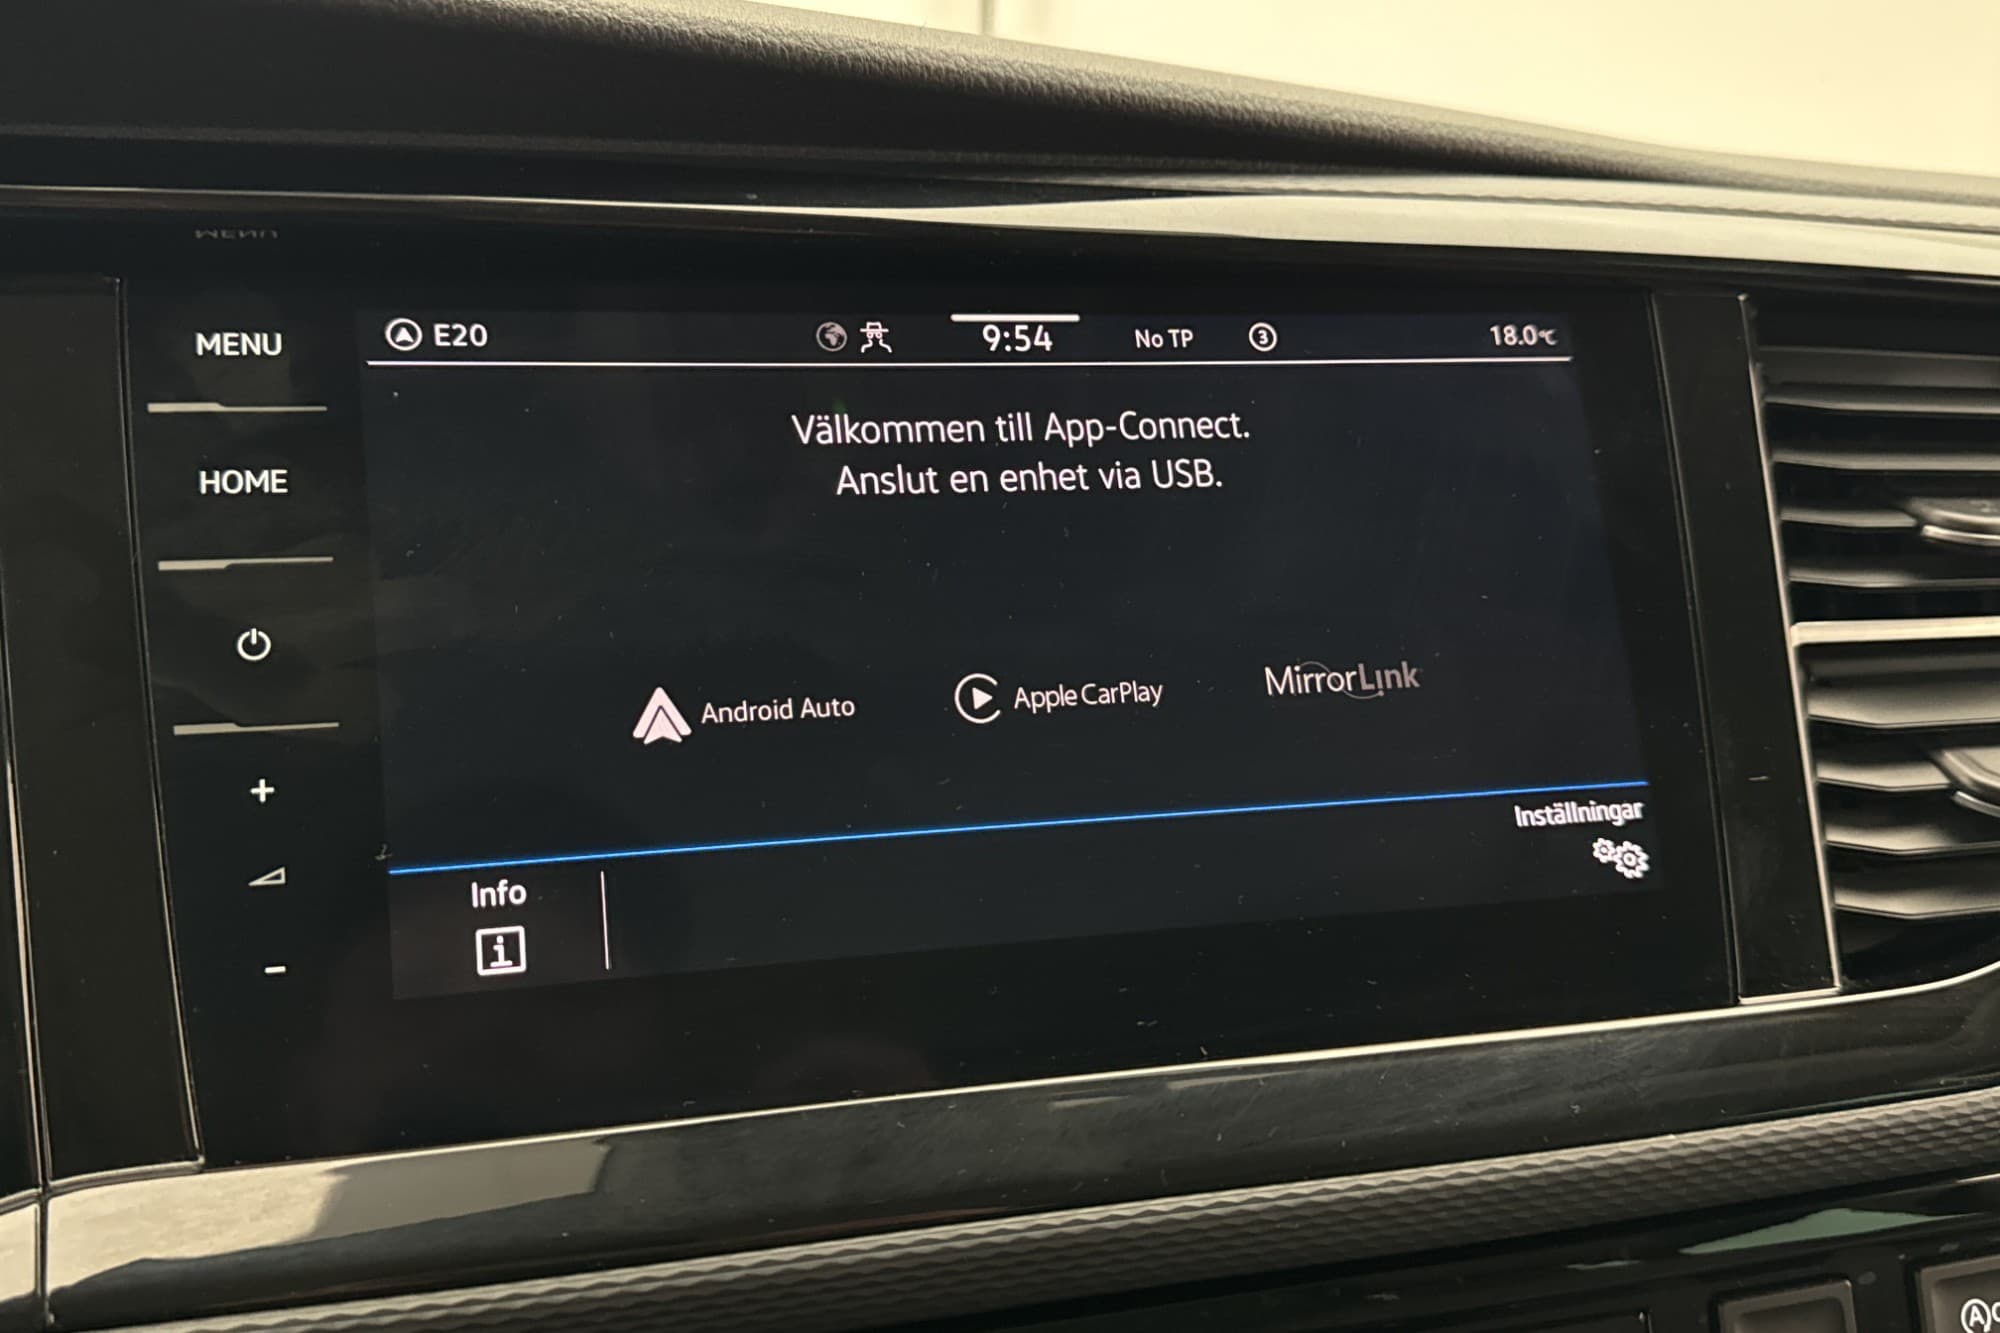 MENU
HOME
E20
9:54
No TP
3
18.0°C
Välkommen till App-Connect.
Anslut en enhet via USB.
Android Auto
Apple CarPlay
MirrorLink
Inställningar
Info
i
+
-
A